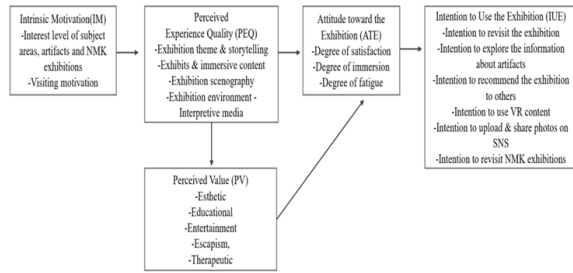 Intrinsic Motivation(IM)
-Interest level of subject
areas, artifacts and NMK
exhibitions
-Visiting motivation
Perceived
Experience Quality (PEQ)
-Exhibition theme & storytelling
-Exhibits & immersive content
-Exhibition scenography
-Exhibition environment -
Interpretive media
Attitude toward the
Exhibition (ATE)
-Degree of satisfaction
-Degree of immersion
-Degree of fatigue
Intention to Use the Exhibition (IUE)
-Intention to revisit the exhibition
-Intention to explore the information
about artifacts
-Intention to recommend the exhibition
to others
-Intention to use VR content
-Intention to upload & share photos on
SNS
-Intention to revisit NMK exhibitions
Perceived Value (PV)
-Esthetic
-Educational
-Entertainment
-Escapism,
-Therapeutic